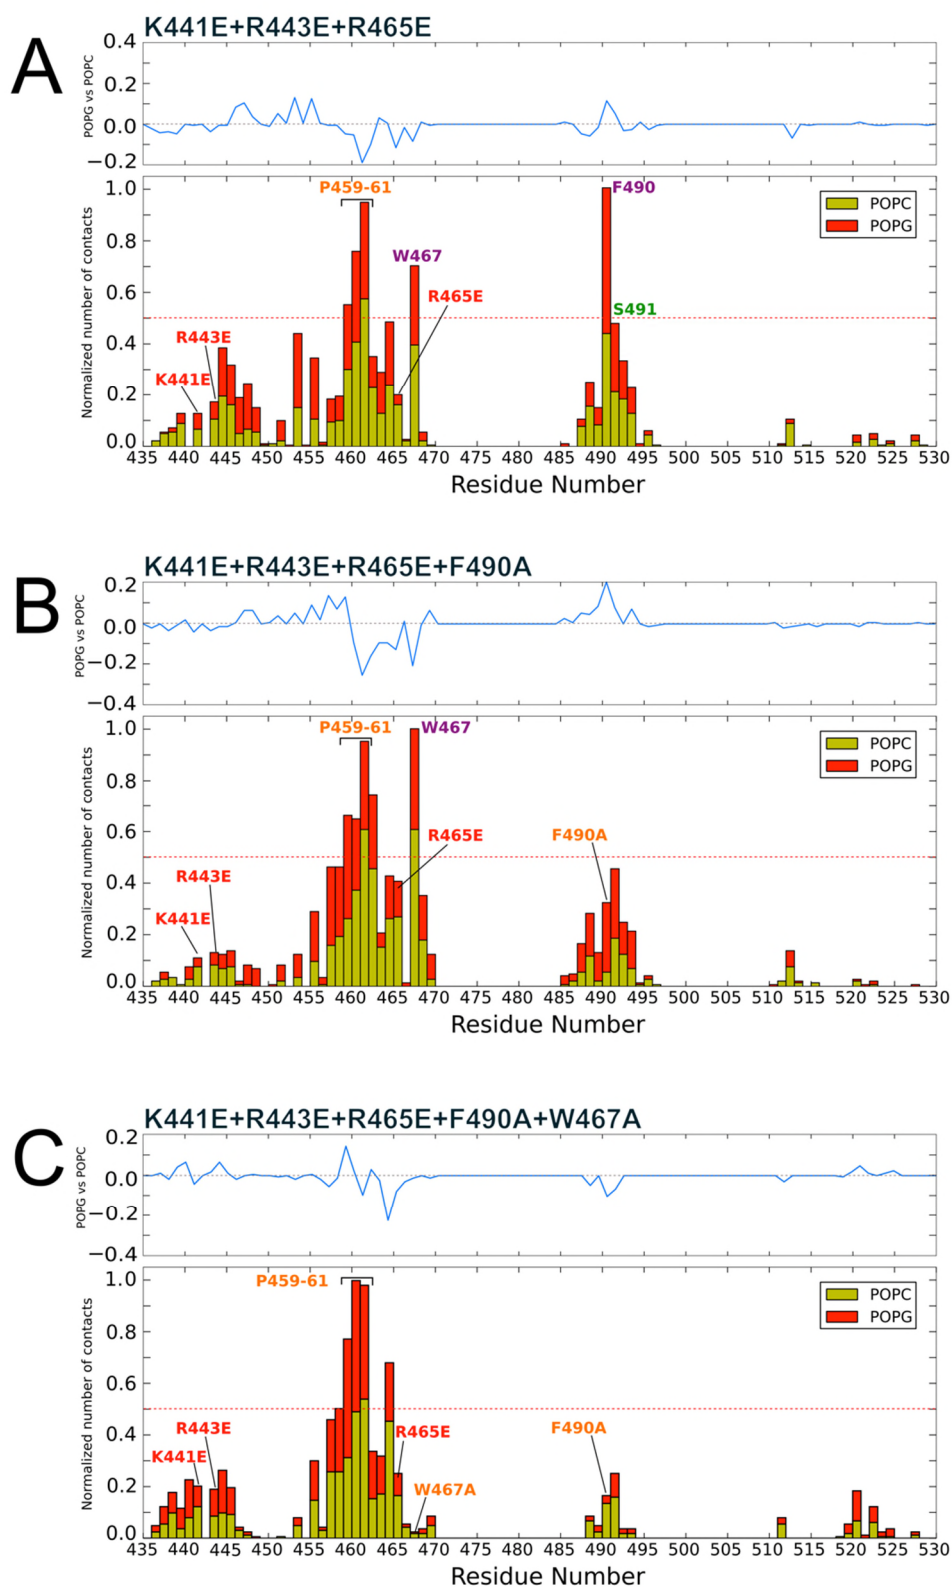 A
K441E+R443E+R465E
POPG vs POPC
0.4
0.2
0.0
−0.2
Normalized number of contacts
1.0
0.8
0.6
0.4
0.2
0.0
P459-61
F490
W467
R465E
S491
R443E
K441E
POPC
POPG
435 440 445 450 455 460 465 470 475 480 485 490 495 500 505 510 515 520 525 530
Residue Number
B
K441E+R443E+R465E+F490A
POPG vs POPC
0.2
0.0
−0.2
−0.4
Normalized number of contacts
1.0
0.8
0.6
0.4
0.2
0.0
P459-61
W467
R465E
F490A
R443E
K441E
POPC
POPG
435 440 445 450 455 460 465 470 475 480 485 490 495 500 505 510 515 520 525 530
Residue Number
C
K441E+R443E+R465E+F490A+W467A
POPG vs POPC
0.2
0.0
−0.2
−0.4
Normalized number of contacts
1.0
0.8
0.6
0.4
0.2
0.0
P459-61
R443E
R465E
F490A
K441E
W467A
POPC
POPG
435 440 445 450 455 460 465 470 475 480 485 490 495 500 505 510 515 520 525 530
Residue Number